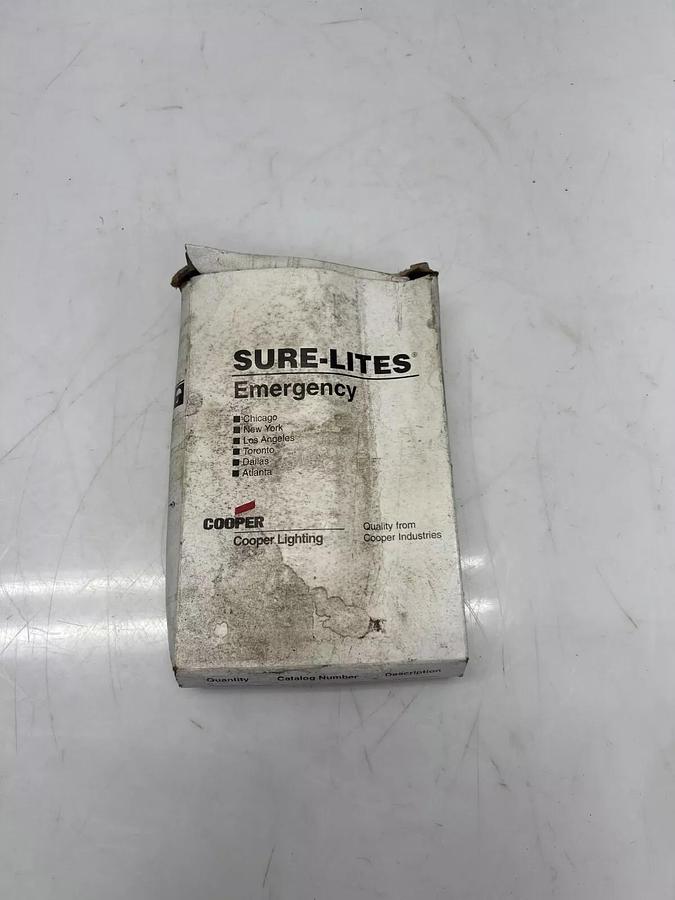 SURE-LITES®
Emergency
Chicago
New York
Los Angeles
Toronto
Dallas
Atlanta
COOPER
Cooper Lighting
Quality from
Cooper Industries
Quantity Catalog Number Description